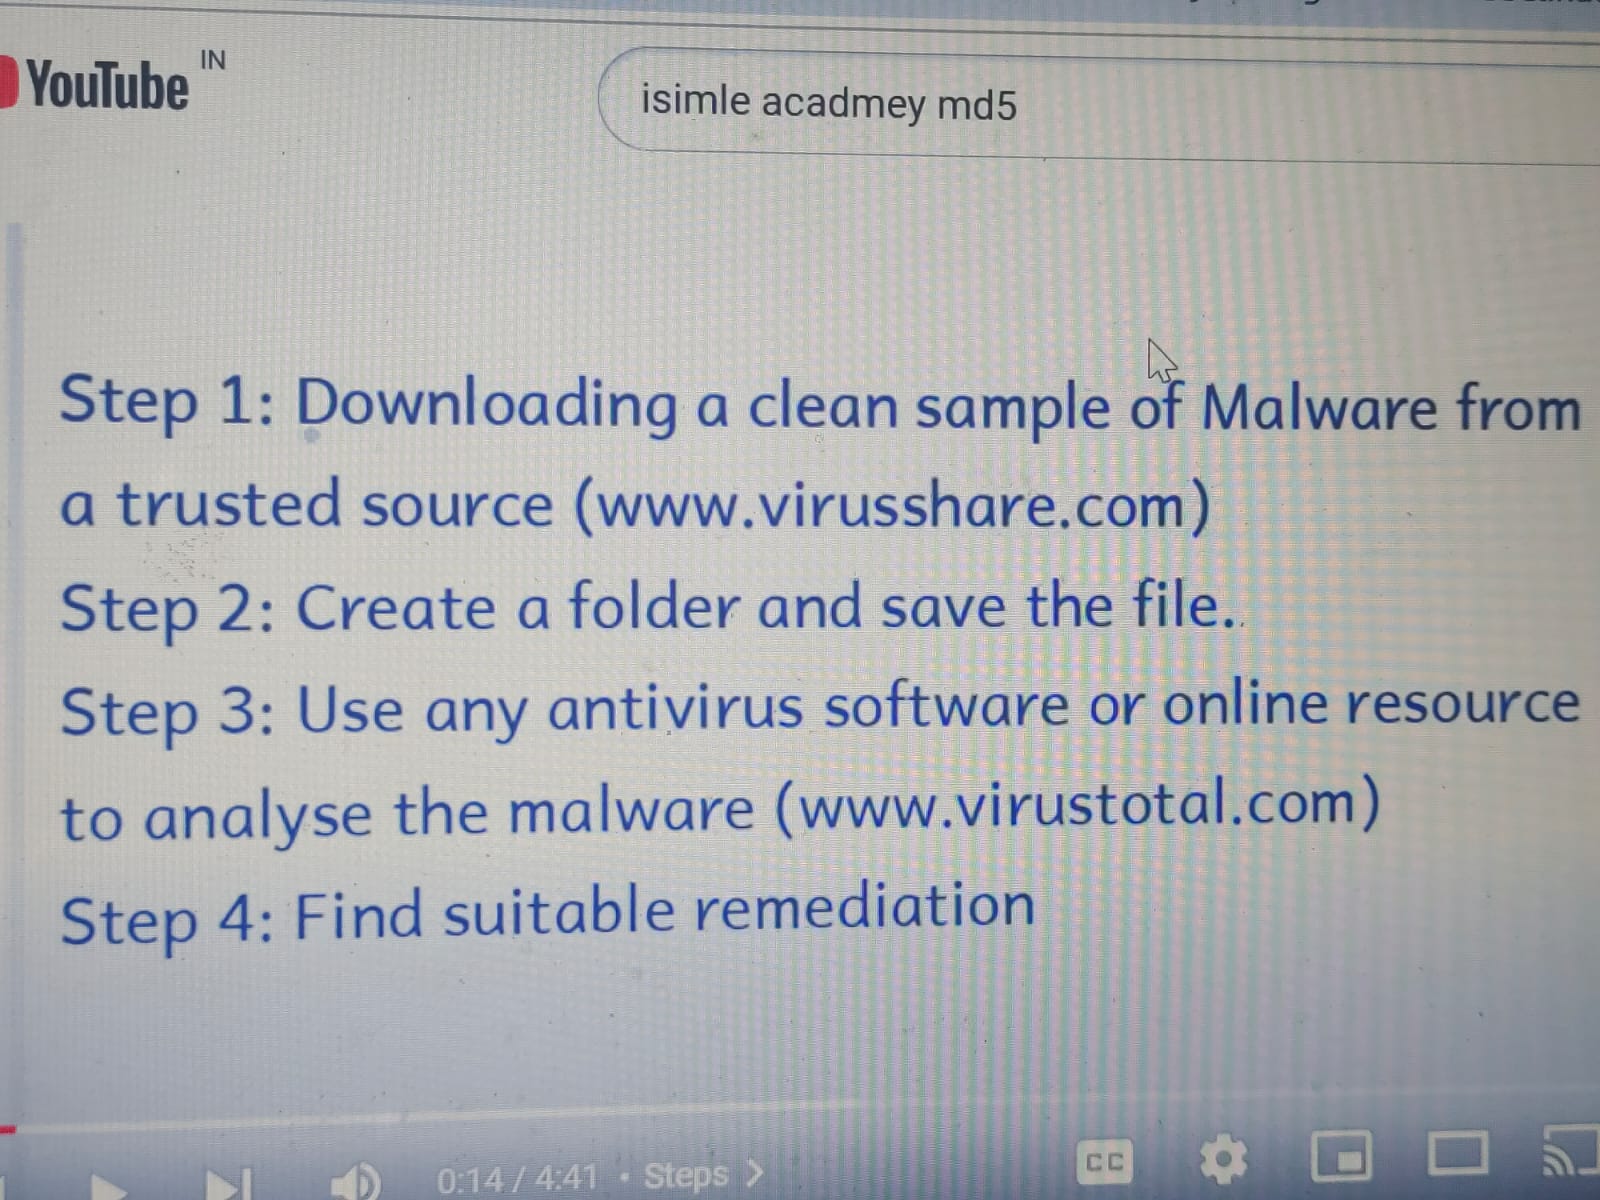 YouTube IN
isimle acadmey md5
Step 1: Downloading a clean sample of Malware from
a trusted source (www.virusshare.com)
Step 2: Create a folder and save the file..
Step 3: Use any antivirus software or online resource
to analyse the malware (www.virustotal.com)
Step 4: Find suitable remediation
0:14 / 4:41 • Steps >
CC